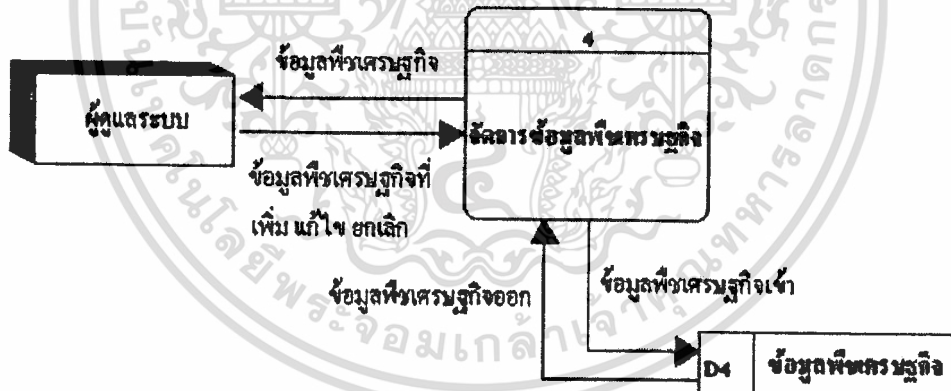 4
ข้อมูลพืชเศรษฐกิจ
ผู้ดูแลระบบ
จัดการข้อมูลพืชเศรษฐกิจ
ข้อมูลพืชเศรษฐกิจที่
เพิ่ม แก้ไข ยกเลิก
ข้อมูลพืชเศรษฐกิจออก
ข้อมูลพืชเศรษฐกิจเข้า
D4
ข้อมูลพืชเศรษฐกิจ